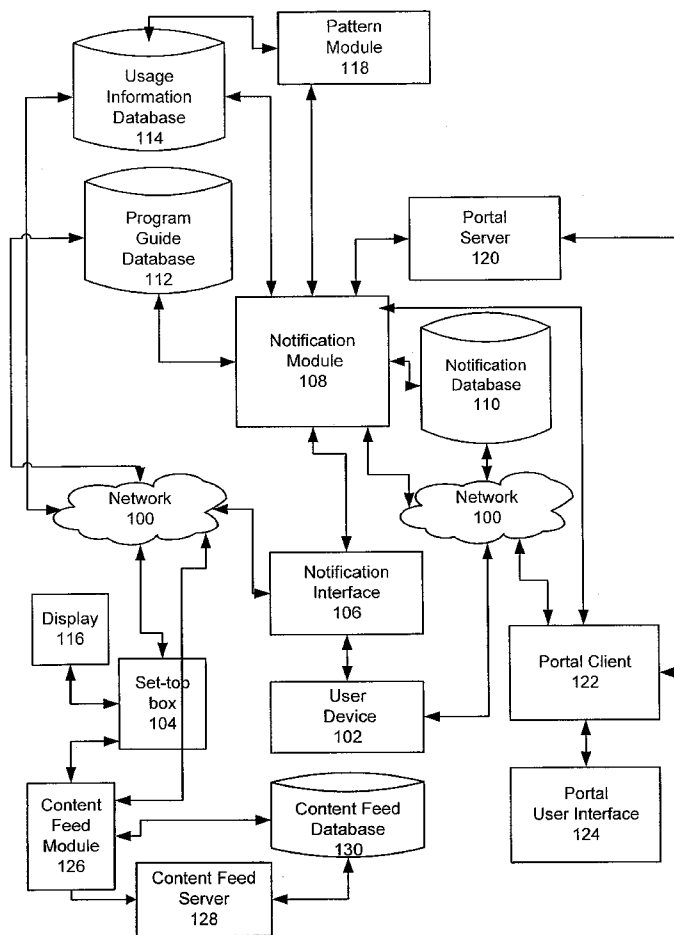 Pattern
Module
118
Usage
Information
Database
114
Program
Guide
Database
112
Portal
Server
120
Notification
Module
108
Notification
Database
110
Network
100
Network
100
Notification
Interface
106
Display
116
Set-top
box
104
User
Device
102
Portal Client
122
Content
Feed
Module
126
Content Feed
Database
130
Portal
User Interface
124
Content Feed
Server
128